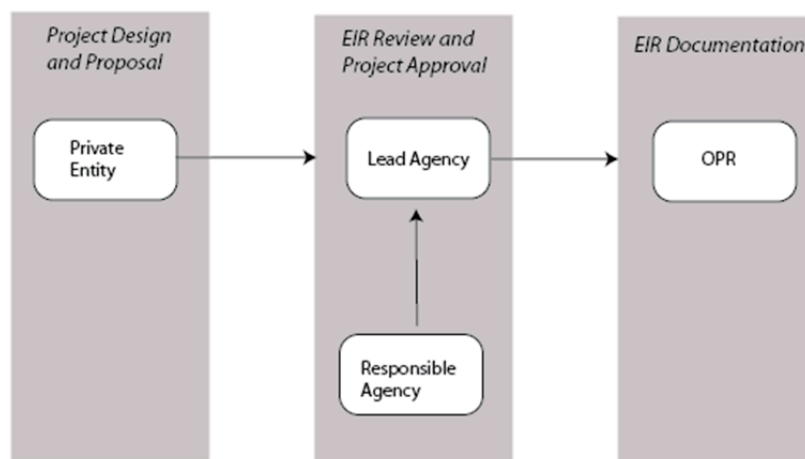 Project Design
and Proposal
EIR Review and
Project Approval
EIR Documentation
Private
Entity
Lead Agency
OPR
Responsible
Agency